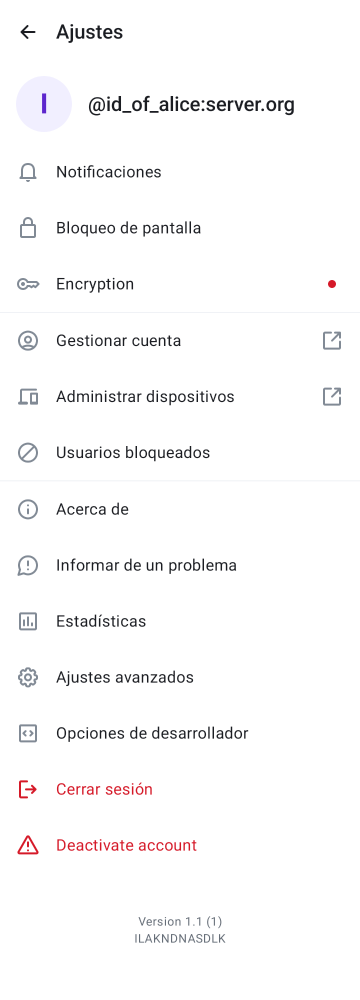 Ajustes
I
@id_of_alice:server.org
Notificaciones
Bloqueo de pantalla
Encryption
Gestionar cuenta
Administrar dispositivos
Usuarios bloqueados
Acerca de
Informar de un problema
Estadísticas
Ajustes avanzados
Opciones de desarrollador
Cerrar sesión
Deactivate account
Version 1.1 (1)
ILAKNDNASDLK